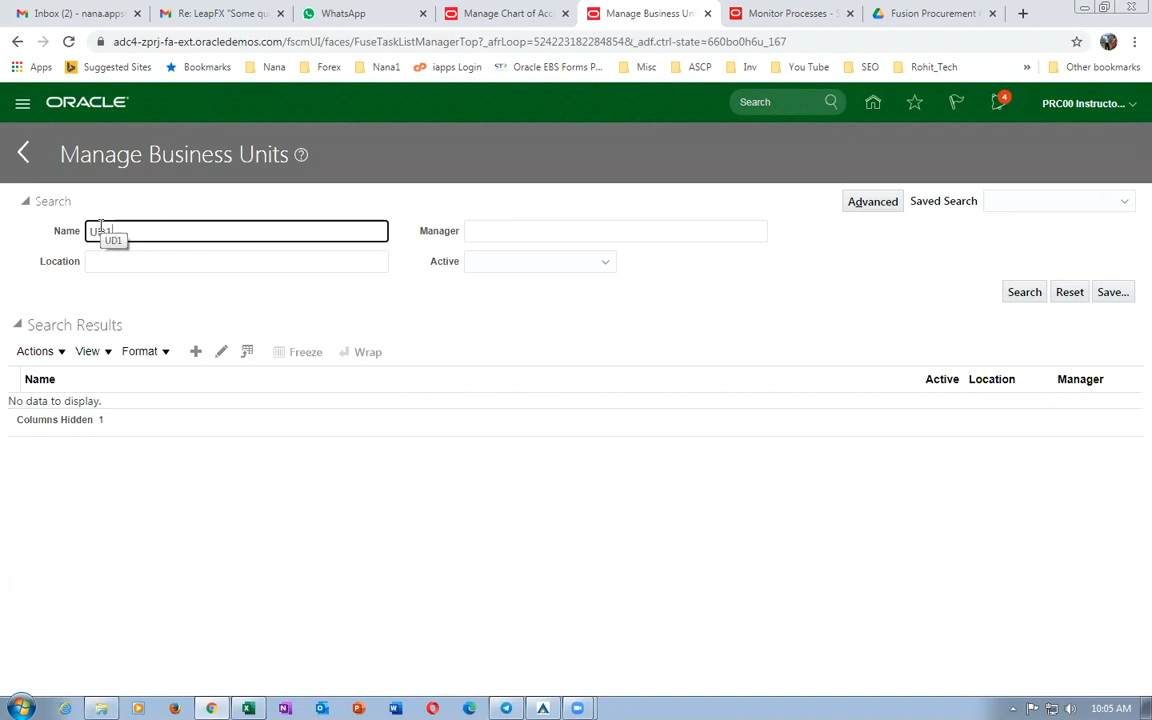 Inbox (2) - nana.apps
Re: LeapFX "Some qu
WhatsApp
Manage Chart of Acc
Manage Business Uni
Monitor Processes - S
Fusion Procurement
adc4-zprj-fa-ext.oracledemos.com/fscmUI/faces/FuseTaskListManagerTop?_afrLoop=52422318228485​4&_adf.ctrl-state=660bo0h6u_167
Apps Suggested Sites Bookmarks Nana Forex Nana1 iapps Login Oracle EBS Forms P... Misc ASCP Inv You Tube SEO Rohit_Tech » Other bookmarks
ORACLE Search 4 PRC00 Instructo...
Manage Business Units
Search Advanced Saved Search
Name UD1 Manager
UD1
Location Active
Search Reset Save...
Search Results
Actions View Format Freeze Wrap
Name Active Location Manager
No data to display.
Columns Hidden 1
10:05 AM